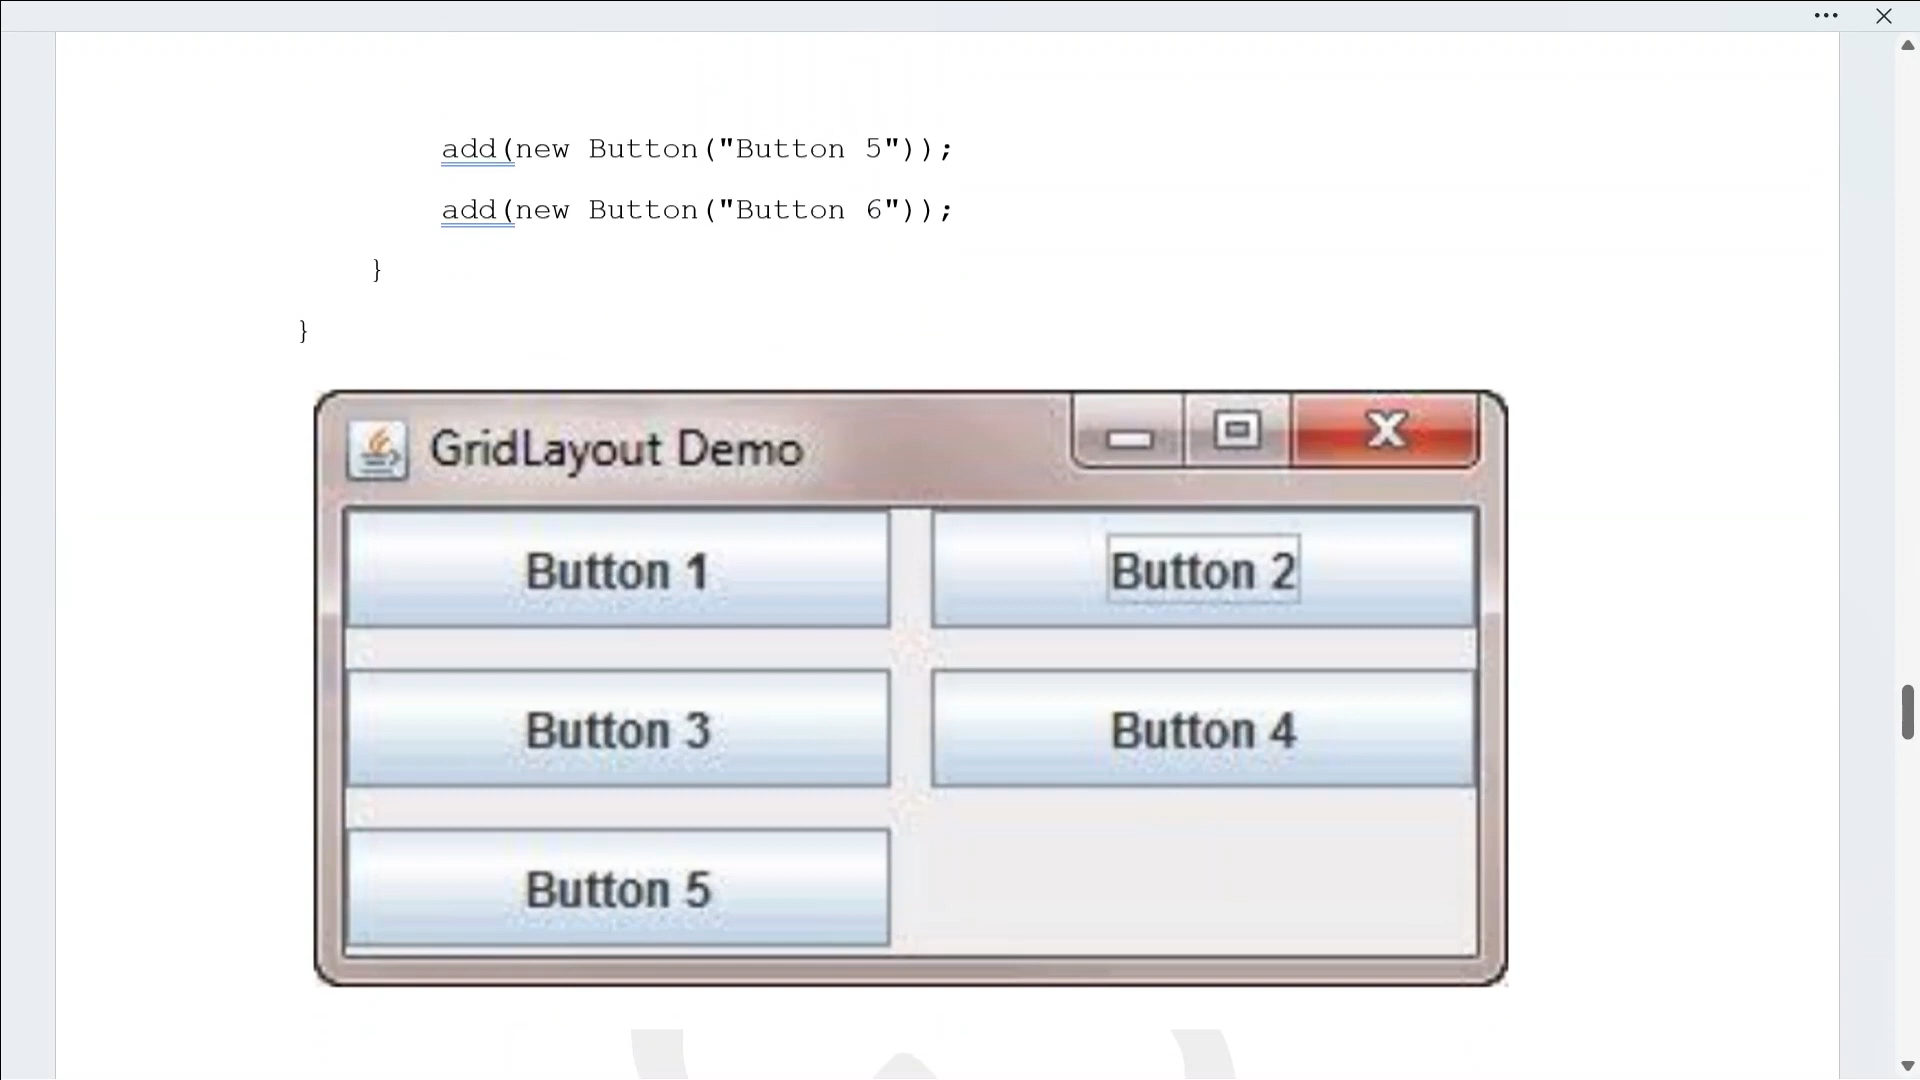 add(new Button("Button 5"));
add(new Button("Button 6"));
}
}
GridLayout Demo
Button 1
Button 2
Button 3
Button 4
Button 5